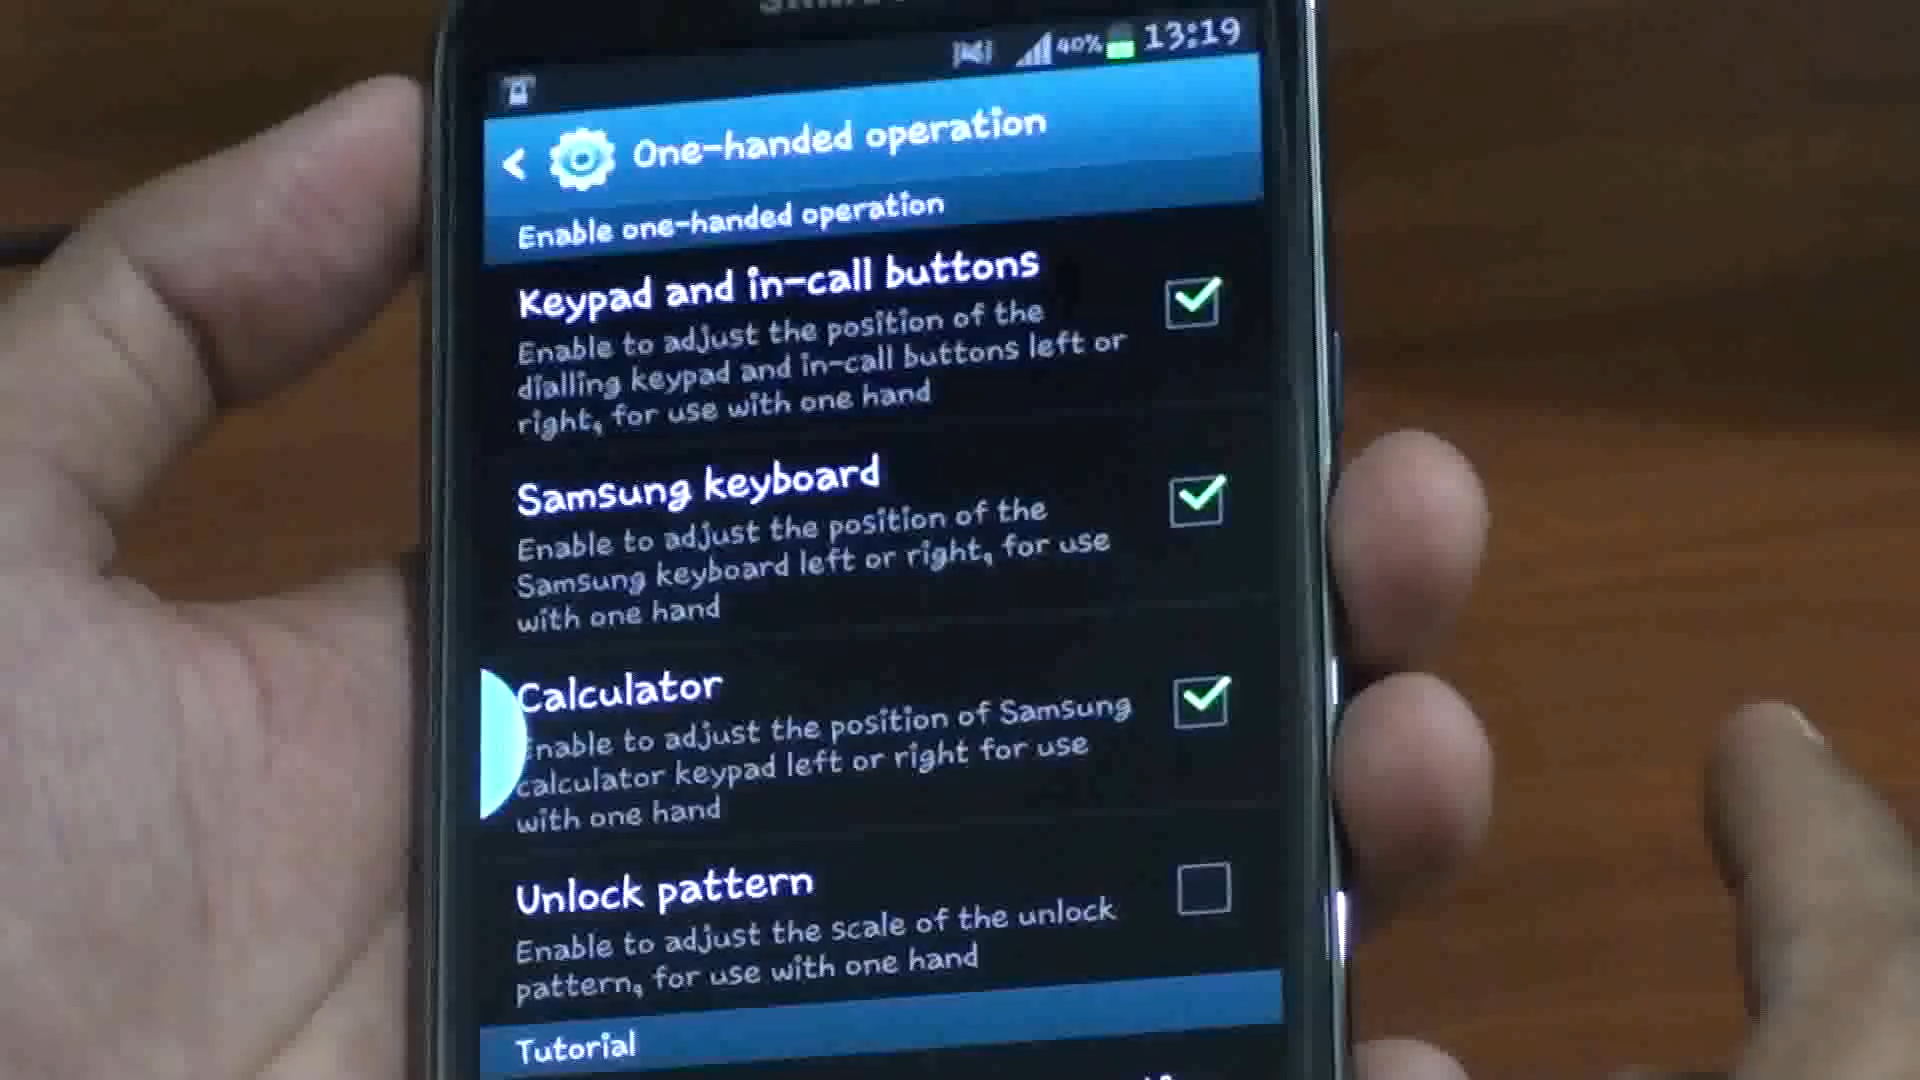 40% 13:19
One-handed operation
Enable one-handed operation
Keypad and in-call buttons
Enable to adjust the position of the
dialling keypad and in-call buttons left or
right, for use with one hand
Samsung keyboard
Enable to adjust the position of the
Samsung keyboard left or right, for use
with one hand
Calculator
Enable to adjust the position of Samsung
calculator keypad left or right for use
with one hand
Unlock pattern
Enable to adjust the scale of the unlock
pattern, for use with one hand
Tutorial